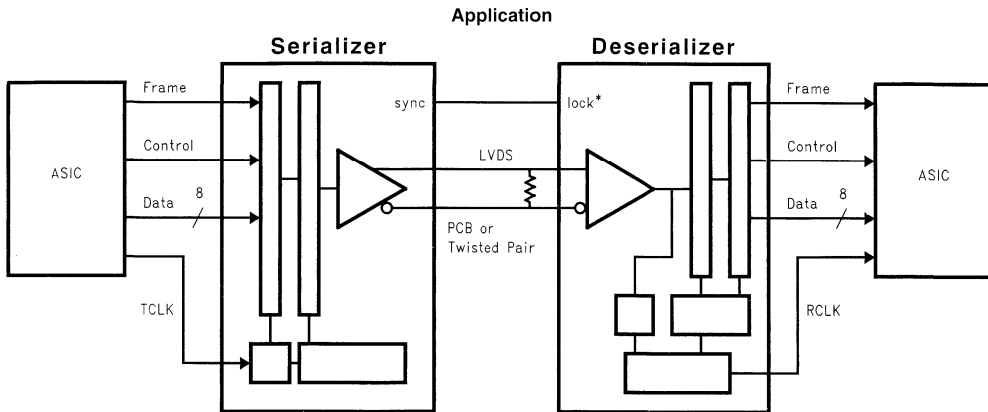 Application
Serializer
Deserializer
Frame
sync
lock*
Frame
Control
LVDS
Control
ASIC
ASIC
Data
8
Data
8
PCB or
Twisted Pair
TCLK
RCLK